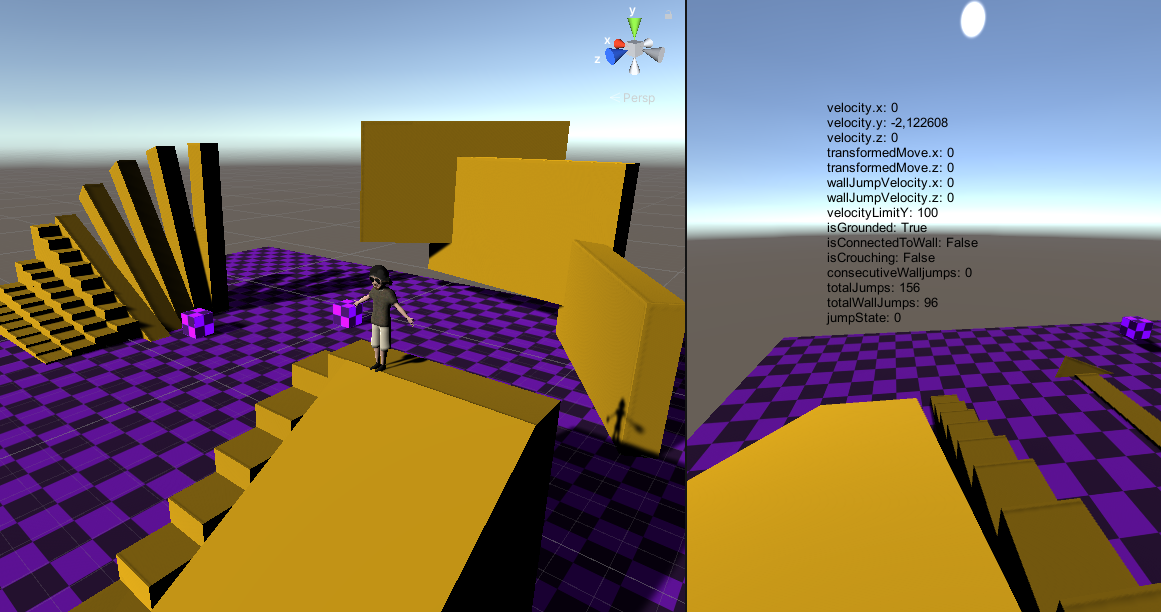 y
x
z
Persp
velocity.x: 0
velocity.y: -2,122608
velocity.z: 0
transformedMove.x: 0
transformedMove.z: 0
wallJumpVelocity.x: 0
wallJumpVelocity.z: 0
velocityLimitY: 100
isGrounded: True
isConnectedToWall: False
isCrouching: False
consecutiveWalljumps: 0
totalJumps: 156
totalWallJumps: 96
jumpState: 0